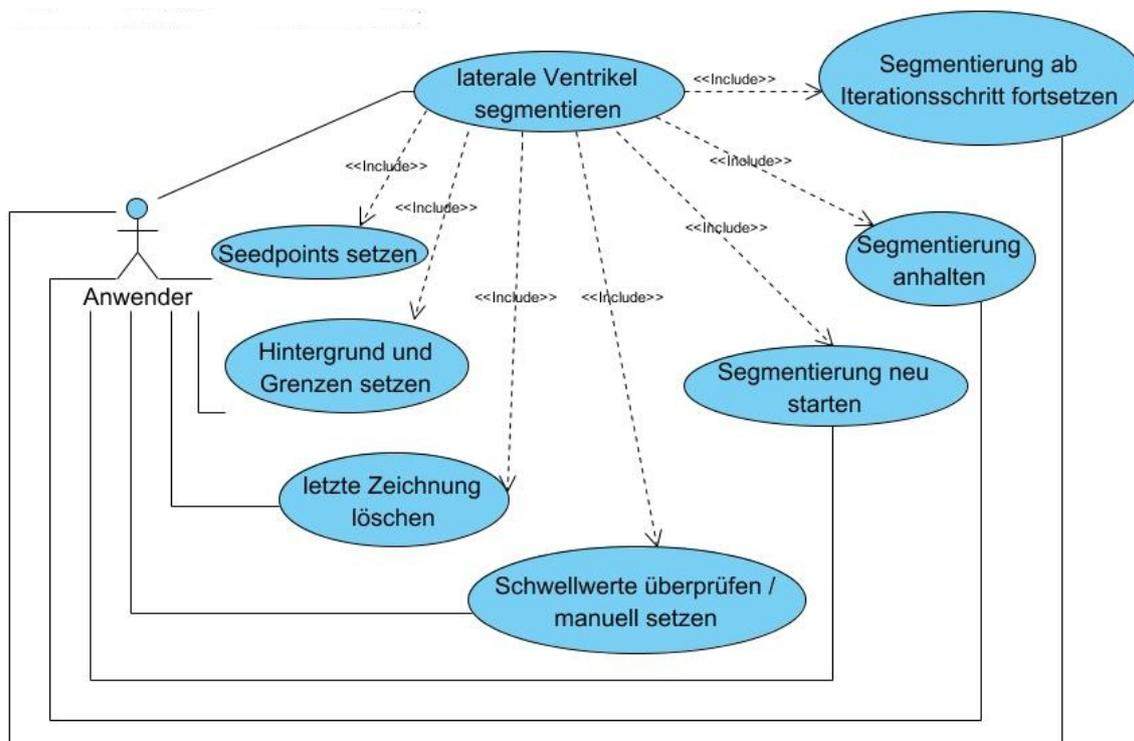 laterale Ventrikel
segmentieren
<<Include>>
Segmentierung ab
Iterationsschritt fortsetzen
<<Include>>
<<Include>>
<<Include>>
<<Include>>
Seedpoints setzen
Segmentierung
anhalten
Anwender
<<Include>>
<<Include>>
Hintergrund und
Grenzen setzen
Segmentierung neu
starten
letzte Zeichnung
löschen
Schwellwerte überprüfen /
manuell setzen